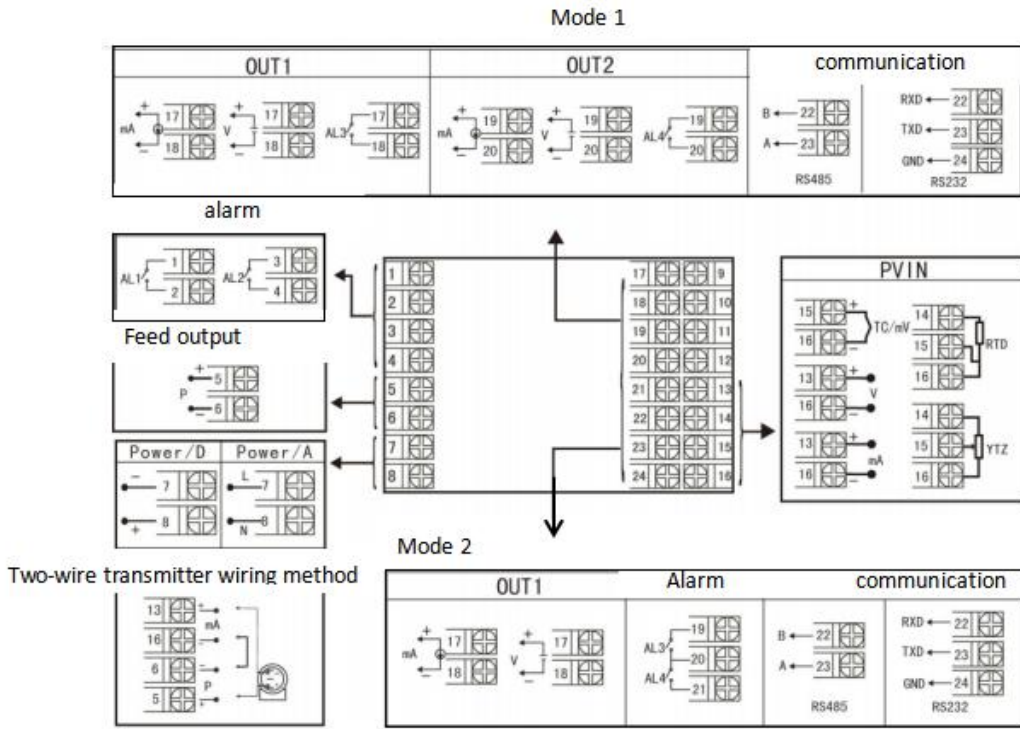 Mode 1
OUT1 OUT2 communication
+ mA - 17 18
+ V - 17 18
AL3 17 18
+ mA - 19 20
+ V - 19 20
AL4 19 20
B 22
A 23
RS485
RXD 22
TXD 23
GND 24
RS232
alarm
AL1 1 2
AL2 3 4
Feed output
+ 5
P
- 6
Power/D Power/A
- 7 L 7
+ 8 N 8
Two-wire transmitter wiring method
13 + mA
16 -
6 - P
5 +
1
2
3
4
5
6
7
8
17 9
18 10
19 11
20 12
21 13
22 14
23 15
24 16
PVIN
15 + TC/mV
16 -
14
15 RTD
16
13 + V
16 -
14
15 YTZ
16
13 + mA
16 -
Mode 2
OUT1 Alarm communication
+ mA - 17 18
+ V - 17 18
AL3 19
20
AL4 21
B 22
A 23
RS485
RXD 22
TXD 23
GND 24
RS232